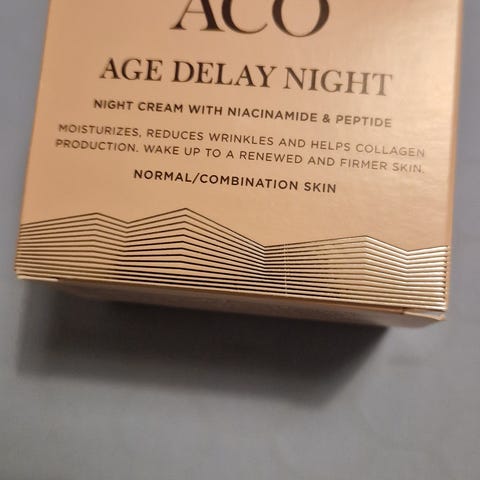 ACO
AGE DELAY NIGHT
NIGHT CREAM WITH NIACINAMIDE & PEPTIDE
MOISTURIZES, REDUCES WRINKLES AND HELPS COLLAGEN
PRODUCTION. WAKE UP TO A RENEWED AND FIRMER SKIN.
NORMAL/COMBINATION SKIN